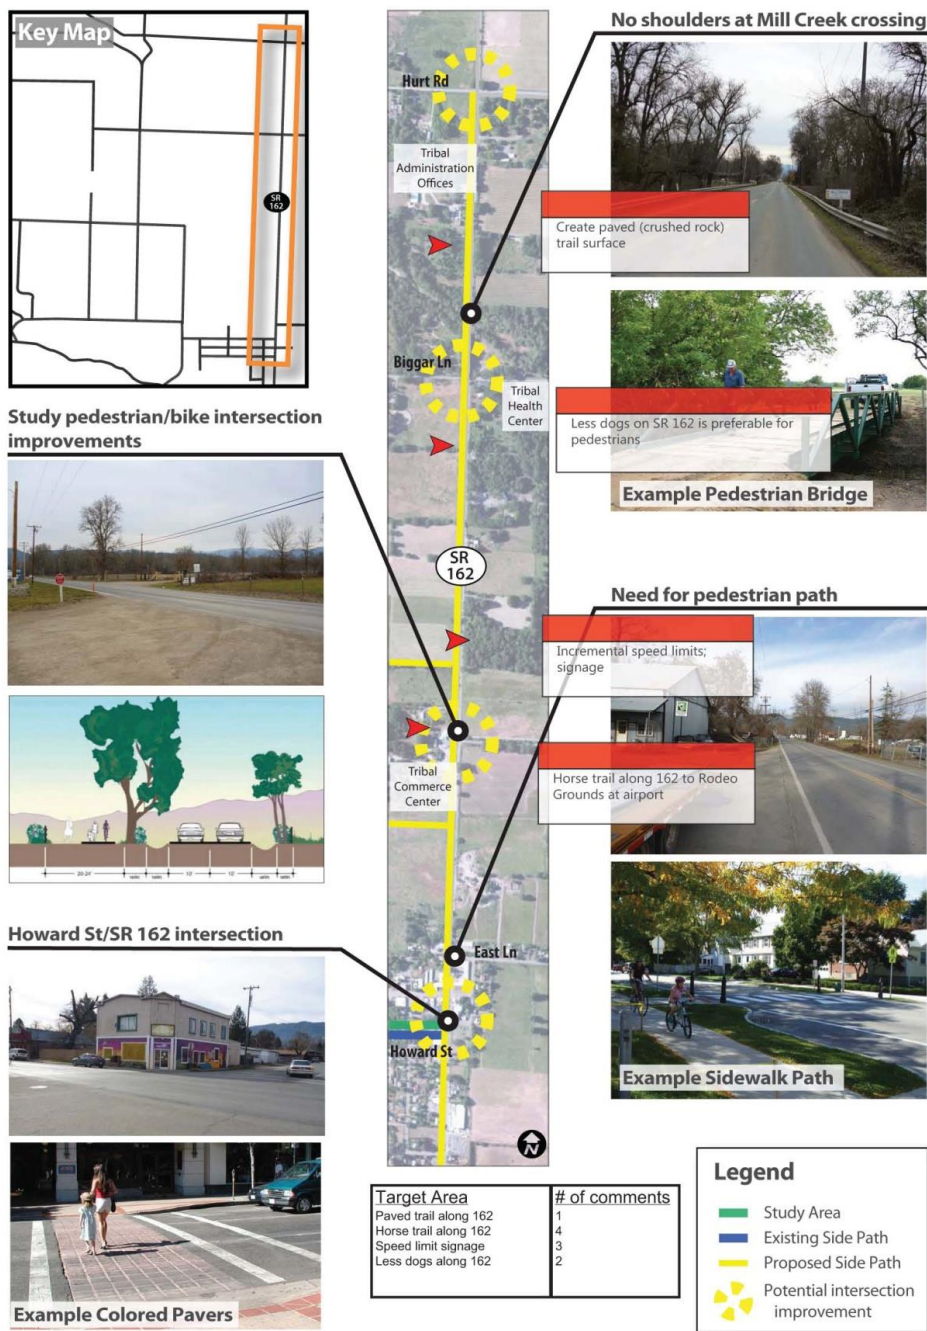 Key Map
SR
162
Study pedestrian/bike intersection
improvements
20-24'
10'
10'
Howard St/SR 162 intersection
Example Colored Pavers
Hurt Rd
Tribal
Administration
Offices
Biggar Ln
Tribal
Health
Center
SR
162
Tribal
Commerce
Center
East Ln
Howard St
N
Target Area # of comments
Paved trail along 162 1
Horse trail along 162 4
Speed limit signage 3
Less dogs along 162 2
No shoulders at Mill Creek crossing
Create paved (crushed rock)
trail surface
Less dogs on SR 162 is preferable for
pedestrians
Example Pedestrian Bridge
Need for pedestrian path
Incremental speed limits;
signage
Horse trail along 162 to Rodeo
Grounds at airport
Example Sidewalk Path
Legend
Study Area
Existing Side Path
Proposed Side Path
Potential intersection
improvement